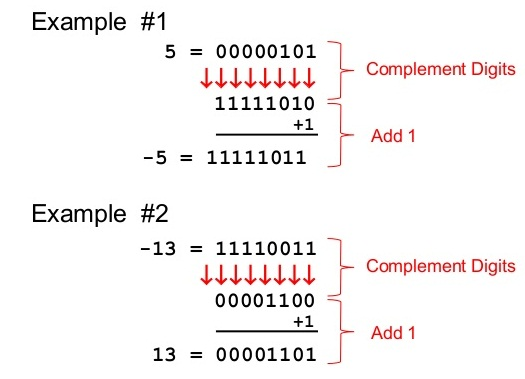 Example #1
5 = 00000101
↓↓↓↓↓↓↓↓
Complement Digits
11111010
+1
Add 1
-5 = 11111011
Example #2
-13 = 11110011
↓↓↓↓↓↓↓↓
Complement Digits
00001100
+1
Add 1
13 = 00001101